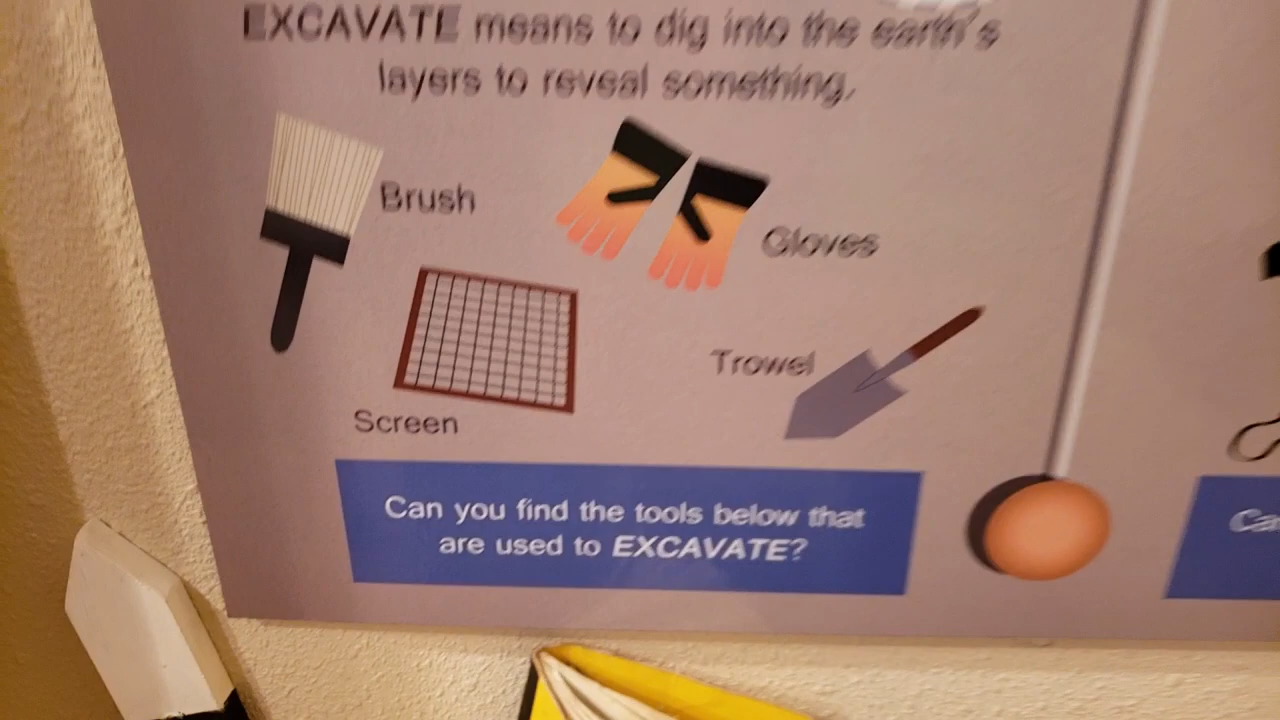 EXCAVATE means to dig into the earth's
layers to reveal something.
Brush
Gloves
Trowel
Screen
Can you find the tools below that
are used to EXCAVATE?
Ca